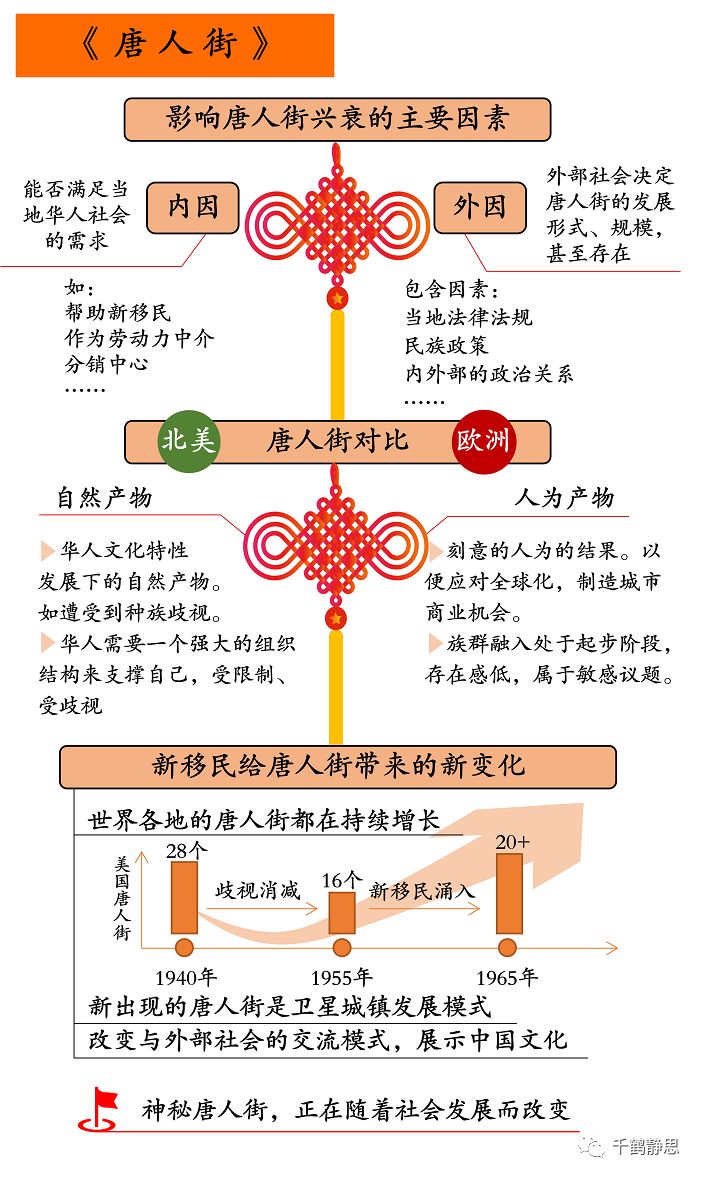 《唐人街》
影响唐人街兴衰的主要因素
能否满足当
地华人社会
的需求
内因
如：
帮助新移民
作为劳动力中介
分销中心
……
外因
外部社会决定
唐人街的发展
形式、规模，
甚至存在
包含因素：
当地法律法规
民族政策
内外部的政治关系
……
北美
唐人街对比
欧洲
自然产物
华人文化特性
发展下的自然产物。
如遭受到种族歧视。
华人需要一个强大的组织
结构来支撑自己，受限制、
受歧视
人为产物
刻意的人为的结果。以
便应对全球化，制造城市
商业机会。
族群融入处于起步阶段，
存在感低，属于敏感议题。
新移民给唐人街带来的新变化
世界各地的唐人街都在持续增长
美国唐人街
28个
歧视消减
16个
新移民涌入
20+
1940年
1955年
1965年
新出现的唐人街是卫星城镇发展模式
改变与外部社会的交流模式，展示中国文化
神秘唐人街，正在随着社会发展而改变
千鹤静思